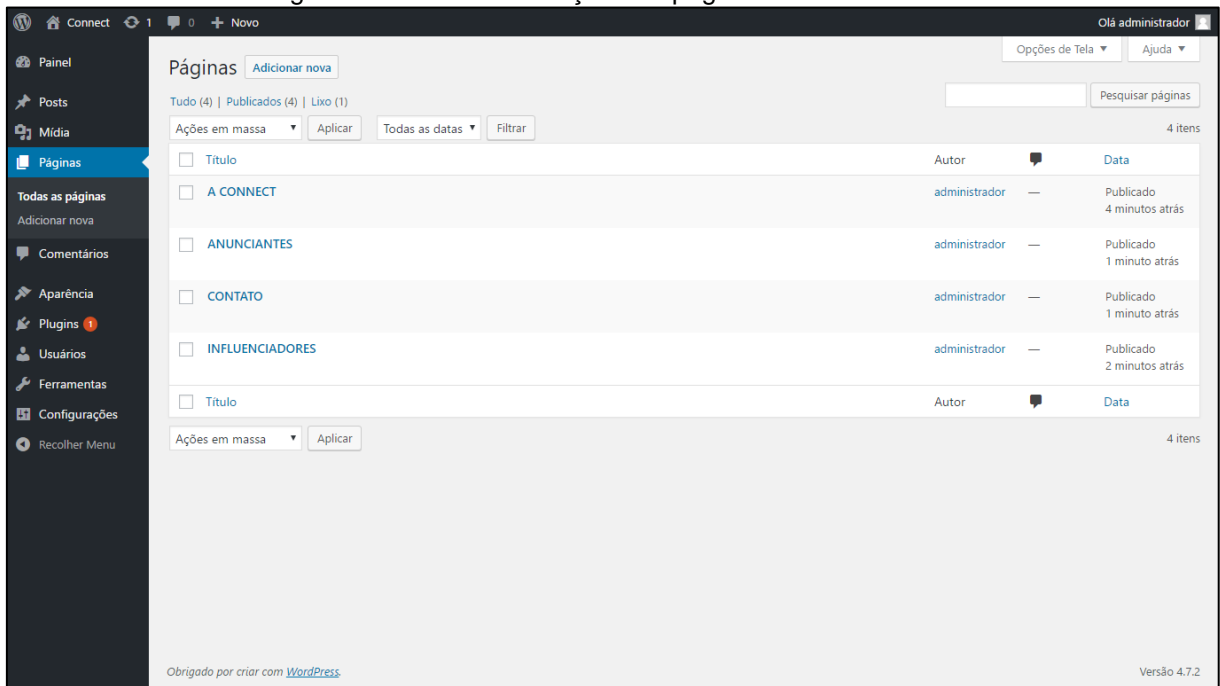 Connect 1 0 + Novo Olá administrador
Opções de Tela ▼ Ajuda ▼
Painel
Posts
Mídia
Páginas
Todas as páginas
Adicionar nova
Comentários
Aparência
Plugins 1
Usuários
Ferramentas
Configurações
Recolher Menu
Páginas Adicionar nova
Tudo (4) | Publicados (4) | Lixo (1)
Pesquisar páginas
Ações em massa ▼ Aplicar Todas as datas ▼ Filtrar 4 itens
Título Autor Data
A CONNECT administrador — Publicado
4 minutos atrás
ANUNCIANTES administrador — Publicado
1 minuto atrás
CONTATO administrador — Publicado
1 minuto atrás
INFLUENCIADORES administrador — Publicado
2 minutos atrás
Título Autor Data
Ações em massa ▼ Aplicar 4 itens
Obrigado por criar com WordPress. Versão 4.7.2